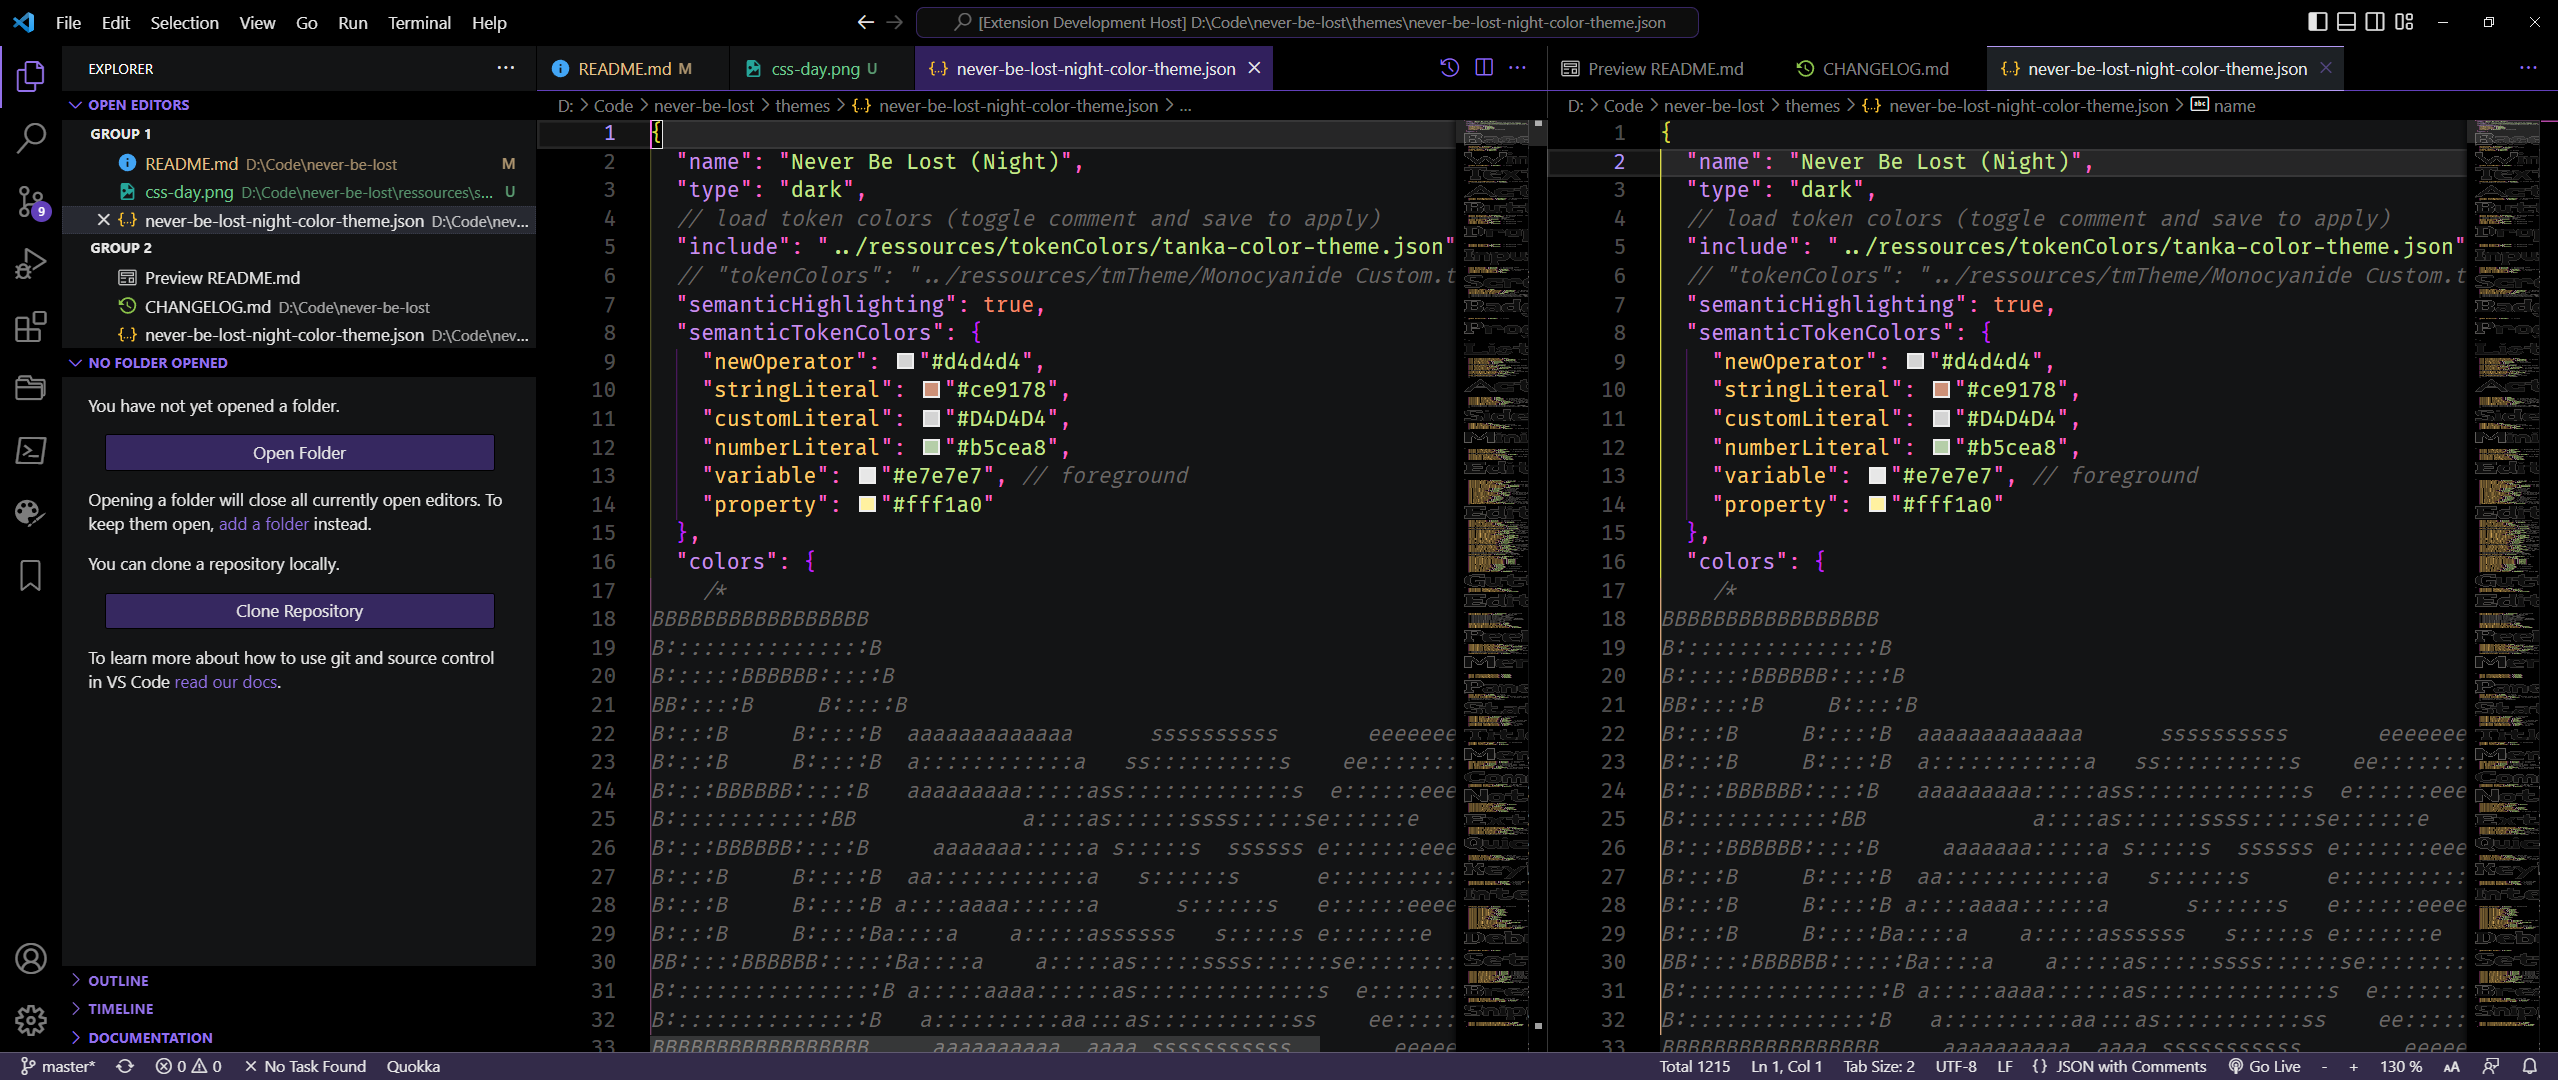 File Edit Selection View Go Run Terminal Help
[Extension Development Host] D:\Code\never-be-lost\themes\never-be-lost-night-color-theme.json
EXPLORER
OPEN EDITORS
GROUP 1
README.md D:\Code\never-be-lost M
css-day.png D:\Code\never-be-lost\ressources\s... U
never-be-lost-night-color-theme.json D:\Code\nev...
GROUP 2
Preview README.md
CHANGELOG.md D:\Code\never-be-lost
never-be-lost-night-color-theme.json D:\Code\nev...
NO FOLDER OPENED
You have not yet opened a folder.
Open Folder
Opening a folder will close all currently open editors. To
keep them open, add a folder instead.
You can clone a repository locally.
Clone Repository
To learn more about how to use git and source control
in VS Code read our docs.
OUTLINE
TIMELINE
DOCUMENTATION
9
README.md M css-day.png U never-be-lost-night-color-theme.json
D: > Code > never-be-lost > themes > {..} never-be-lost-night-color-theme.json > ...
1 {
2 "name": "Never Be Lost (Night)",
3 "type": "dark",
4 // load token colors (toggle comment and save to apply)
5 "include": "../ressources/tokenColors/tanka-color-theme.json"
6 // "tokenColors": "../ressources/tmTheme/Monocyanide Custom.t
7 "semanticHighlighting": true,
8 "semanticTokenColors": {
9 "newOperator": "#d4d4d4",
10 "stringLiteral": "#ce9178",
11 "customLiteral": "#D4D4D4",
12 "numberLiteral": "#b5cea8",
13 "variable": "#e7e7e7", // foreground
14 "property": "#fff1a0"
15 },
16 "colors": {
17 /*
18 BBBBBBBBBBBBBBBBB
19 B::::::::::::::::B
20 B::::::BBBBBB:::::B
21 BB:::::B     B:::::B
22 B::::B     B:::::B  aaaaaaaaaaaaa      ssssssssss       eeeeeee
23 B::::B     B:::::B  a::::::::::::a   ss::::::::::s    ee:::::::
24 B::::BBBBBB:::::B   aaaaaaaaa:::::ass:::::::::::::s  e::::::eee
25 B:::::::::::::BB             a::::as::::::ssss:::::se::::::e
26 B::::BBBBBB:::::B     aaaaaaa:::::a s:::::s  ssssss e:::::::eee
27 B::::B     B:::::B  aa::::::::::::a   s::::::s      e::::::::::
28 B::::B     B:::::B a::::aaaa::::::a      s::::::s   e::::::eeee
29 B::::B     B:::::Ba::::a    a:::::assssss   s:::::s e:::::::e
30 BB:::::BBBBBB::::::Ba::::a    a:::::as:::::ssss::::::se::::::::
31 B:::::::::::::::::B a:::::aaaa::::::as::::::::::::::s  e:::::::
32 B::::::::::::::::B   a::::::::::aa:::as:::::::::::ss    ee:::::
33 BBBBBBBBBBBBBBBBB     aaaaaaaaaa  aaaa sssssssssss        eeeee
Preview README.md CHANGELOG.md never-be-lost-night-color-theme.json
D: > Code > never-be-lost > themes > {..} never-be-lost-night-color-theme.json > abc name
1 {
2 "name": "Never Be Lost (Night)",
3 "type": "dark",
4 // load token colors (toggle comment and save to apply)
5 "include": "../ressources/tokenColors/tanka-color-theme.json"
6 // "tokenColors": "../ressources/tmTheme/Monocyanide Custom.t
7 "semanticHighlighting": true,
8 "semanticTokenColors": {
9 "newOperator": "#d4d4d4",
10 "stringLiteral": "#ce9178",
11 "customLiteral": "#D4D4D4",
12 "numberLiteral": "#b5cea8",
13 "variable": "#e7e7e7", // foreground
14 "property": "#fff1a0"
15 },
16 "colors": {
17 /*
18 BBBBBBBBBBBBBBBBB
19 B::::::::::::::::B
20 B::::::BBBBBB:::::B
21 BB:::::B     B:::::B
22 B::::B     B:::::B  aaaaaaaaaaaaa      ssssssssss       eeeeeee
23 B::::B     B:::::B  a::::::::::::a   ss::::::::::s    ee:::::::
24 B::::BBBBBB:::::B   aaaaaaaaa:::::ass:::::::::::::s  e::::::eee
25 B:::::::::::::BB             a::::as::::::ssss:::::se::::::e
26 B::::BBBBBB:::::B     aaaaaaa:::::a s:::::s  ssssss e:::::::eee
27 B::::B     B:::::B  aa::::::::::::a   s::::::s      e::::::::::
28 B::::B     B:::::B a::::aaaa::::::a      s::::::s   e::::::eeee
29 B::::B     B:::::Ba::::a    a:::::assssss   s:::::s e:::::::e
30 BB:::::BBBBBB::::::Ba::::a    a:::::as:::::ssss::::::se::::::::
31 B:::::::::::::::::B a:::::aaaa::::::as::::::::::::::s  e:::::::
32 B::::::::::::::::B   a::::::::::aa:::as:::::::::::ss    ee:::::
33 BBBBBBBBBBBBBBBBB     aaaaaaaaaa  aaaa sssssssssss        eeeee
master* 0 0 No Task Found Quokka Total 1215 Ln 1, Col 1 Tab Size: 2 UTF-8 LF {} JSON with Comments Go Live - + 130 % AA